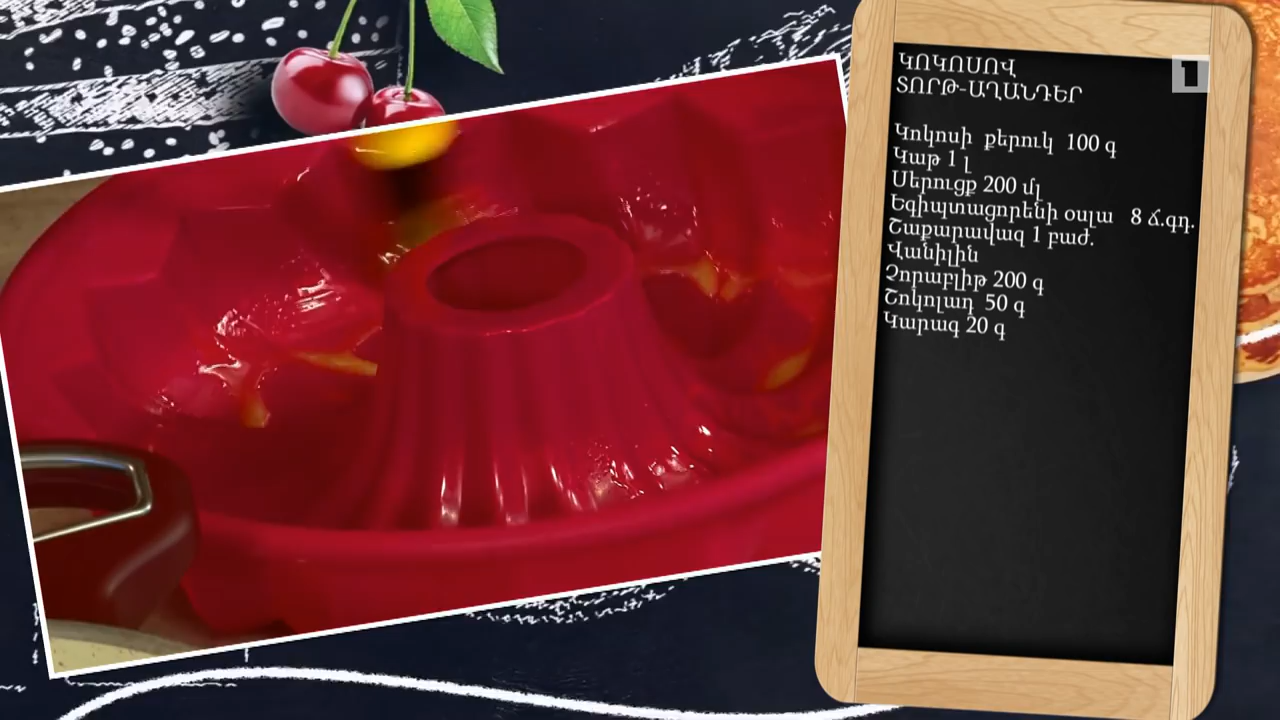 ԿՈԿՈՍՈՎ
ՏՈՐԹ-ԱՂԱՆԴԵՐ
Կոկոսի քերուկ 100 գ
Կաթ 1 լ
Սերուցք 200 մլ
Եգիպտացորենի օսլա 8 ճ.գդ.
Շաքարավազ 1 բաժ.
Վանիլին
Չորաբլիթ 200 գ
Շոկոլադ 50 գ
Կարագ 20 գ
1